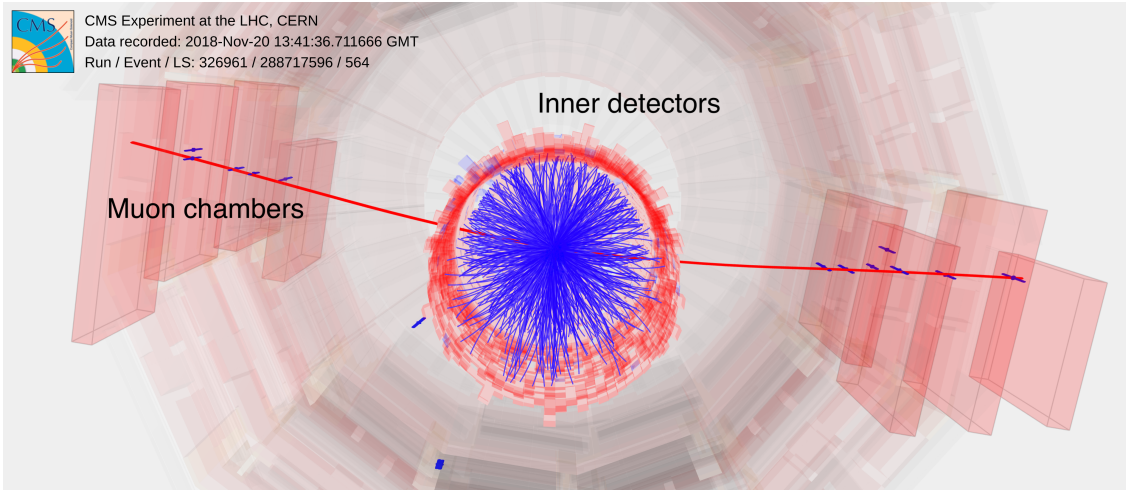 CMS
CMS Experiment at the LHC, CERN
Data recorded: 2018-Nov-20 13:41:36.711666 GMT
Run / Event / LS: 326961 / 288717596 / 564
Inner detectors
Muon chambers